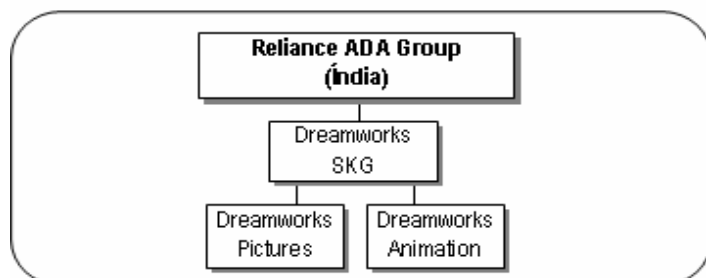 Reliance ADA Group
(Índia)
Dreamworks
SKG
Dreamworks
Pictures
Dreamworks
Animation